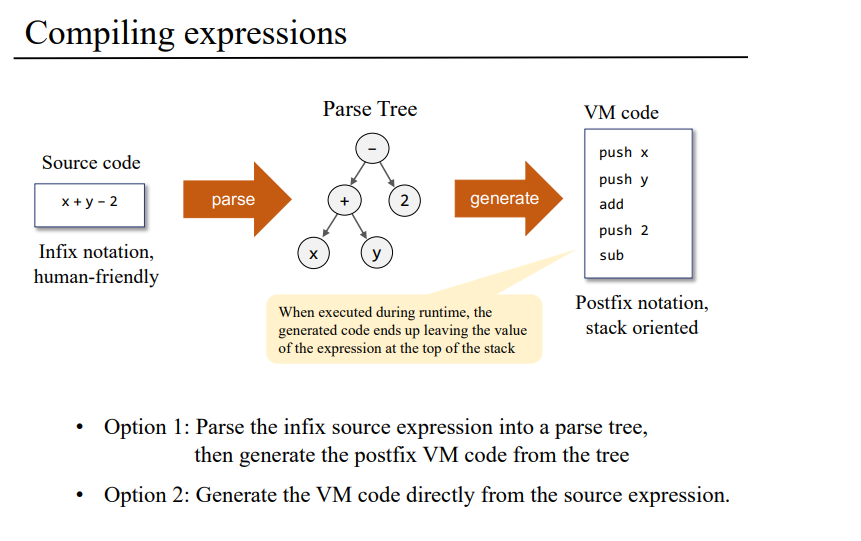 Compiling expressions
Source code
x + y – 2
Infix notation,
human-friendly
parse
Parse Tree
–
+
2
x
y
generate
VM code
push x
push y
add
push 2
sub
Postfix notation,
stack oriented
When executed during runtime, the
generated code ends up leaving the value
of the expression at the top of the stack
• Option 1: Parse the infix source expression into a parse tree,
then generate the postfix VM code from the tree
• Option 2: Generate the VM code directly from the source expression.